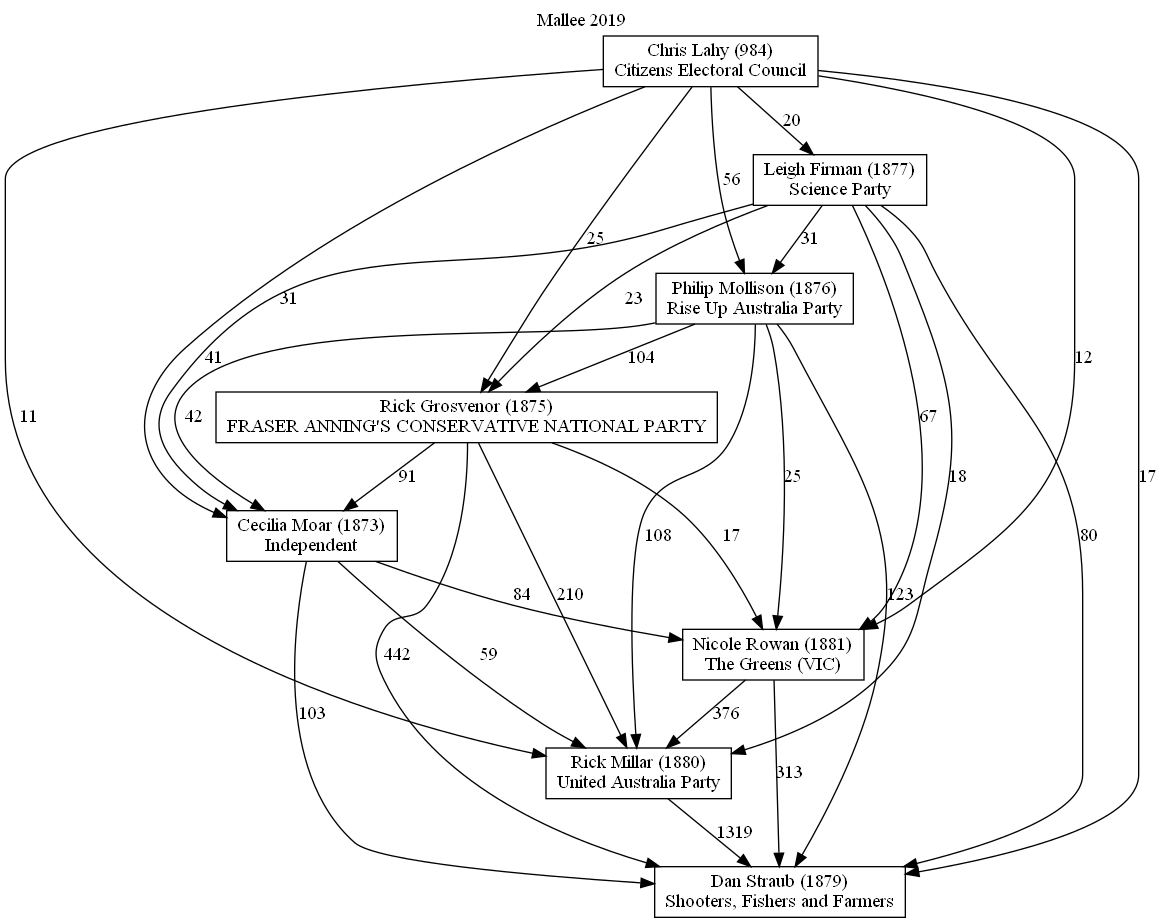 Mallee 2019
Chris Lahy (984)
Citizens Electoral Council
20
Leigh Firman (1877)
Science Party
56
25
31
Philip Mollison (1876)
Rise Up Australia Party
31
23
41
104
12
Rick Grosvenor (1875)
FRASER ANNING'S CONSERVATIVE NATIONAL PARTY
11
42
67
91
25
18
17
Cecilia Moar (1873)
Independent
108
17
80
84
210
123
Nicole Rowan (1881)
The Greens (VIC)
442
59
103
376
Rick Millar (1880)
United Australia Party
313
1319
Dan Straub (1879)
Shooters, Fishers and Farmers